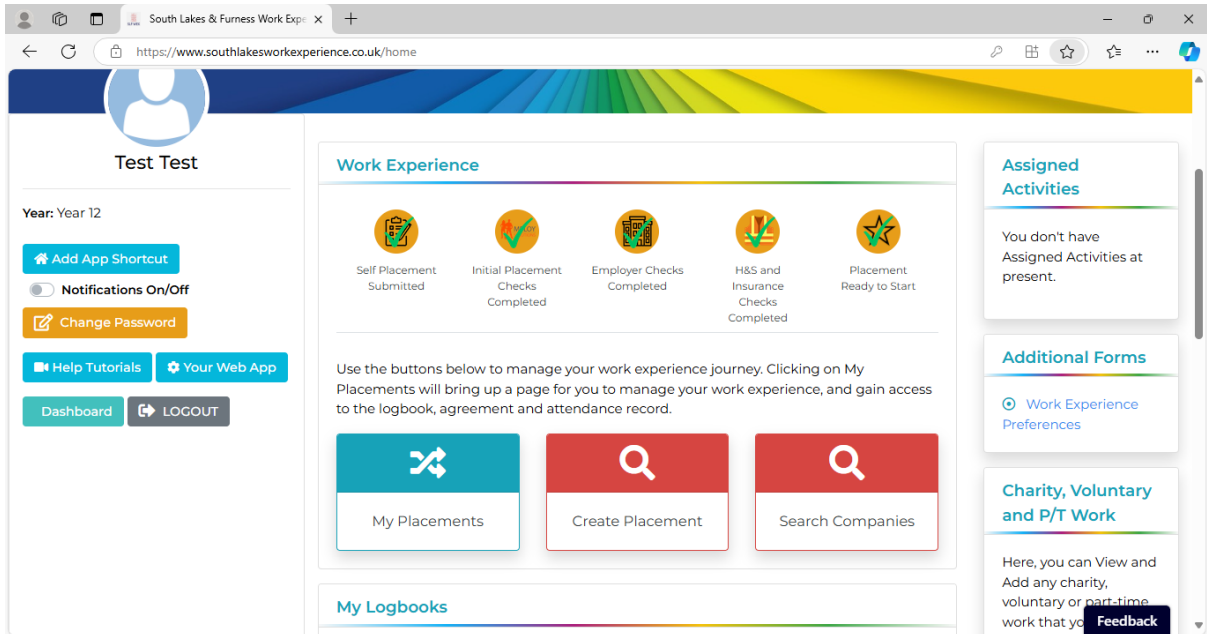 South Lakes & Furness Work Expe
https://www.southlakesworkexperience.co.uk/home
Test Test
Year: Year 12
Add App Shortcut
Notifications On/Off
Change Password
Help Tutorials
Your Web App
Dashboard
LOGOUT
Work Experience
Self Placement
Submitted
Initial Placement
Checks
Completed
Employer Checks
Completed
H&S and
Insurance
Checks
Completed
Placement
Ready to Start
Use the buttons below to manage your work experience journey. Clicking on My
Placements will bring up a page for you to manage your work experience, and gain access
to the logbook, agreement and attendance record.
My Placements
Create Placement
Search Companies
My Logbooks
Assigned
Activities
You don't have
Assigned Activities at
present.
Additional Forms
Work Experience
Preferences
Charity, Voluntary
and P/T Work
Here, you can View and
Add any charity,
voluntary or part-time
work that yo
Feedback